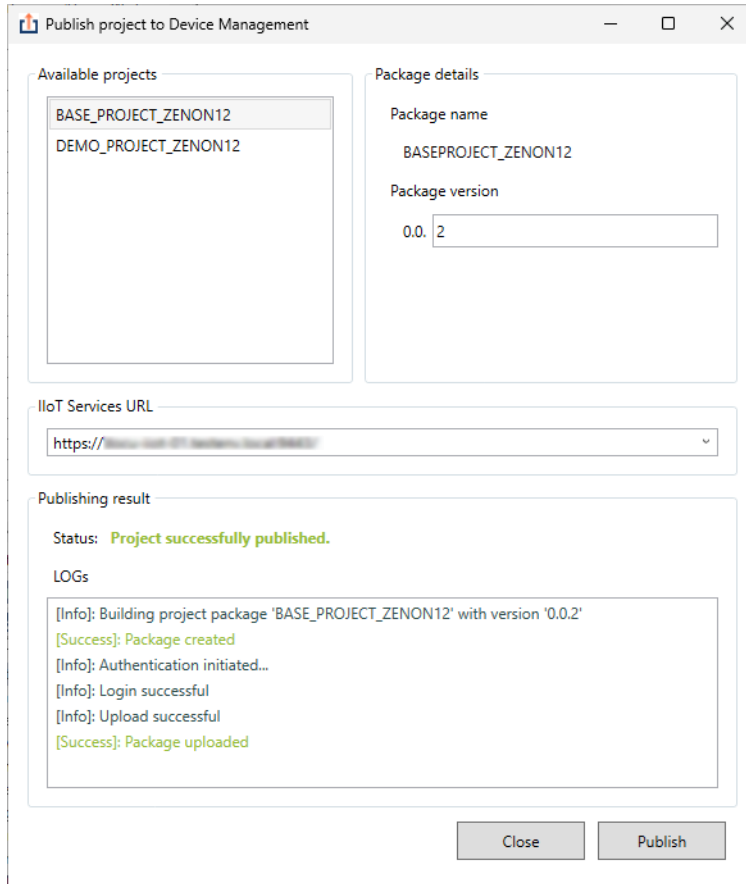 Publish project to Device Management
Available projects
BASE_PROJECT_ZENON12
DEMO_PROJECT_ZENON12
Package details
Package name
BASEPROJECT_ZENON12
Package version
0.0. 2
IIoT Services URL
https://
Publishing result
Status: Project successfully published.
LOGs
[Info]: Building project package 'BASE_PROJECT_ZENON12' with version '0.0.2'
[Success]: Package created
[Info]: Authentication initiated...
[Info]: Login successful
[Info]: Upload successful
[Success]: Package uploaded
Close
Publish